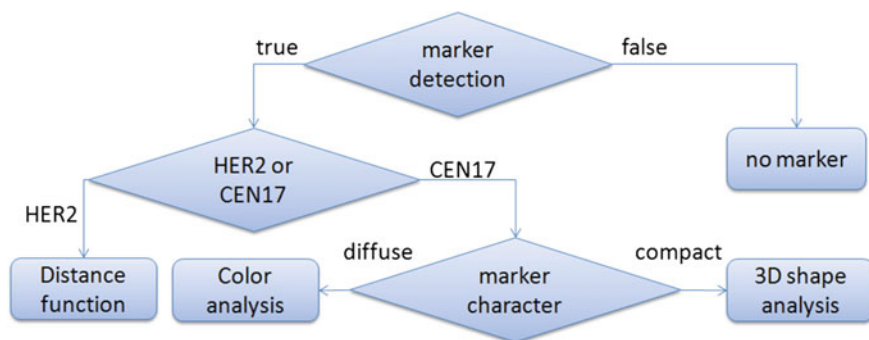 true
marker
detection
false
HER2 or
CEN17
CEN17
no marker
HER2
diffuse
compact
Distance
function
Color
analysis
marker
character
3D shape
analysis